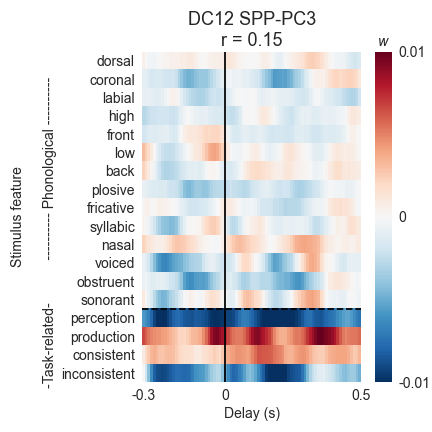 DC12 SPP-PC3
r = 0.15
w
dorsal
coronal
labial
high
front
low
back
plosive
fricative
syllabic
nasal
voiced
obstruent
sonorant
perception
production
consistent
inconsistent
Stimulus feature
-Task-related- ---------- Phonological ----------
0.01
0
-0.01
-0.3 0 0.5
Delay (s)